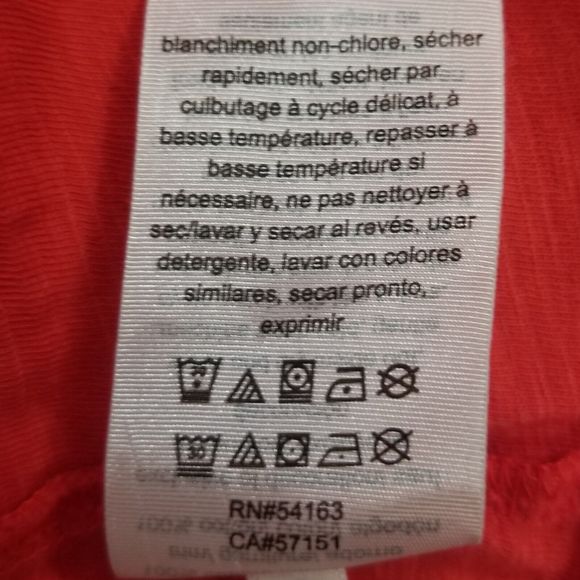 blanchiment non-chlore, sécher
rapidement, sécher par
culbutage à cycle délicat, à
basse température, repasser à
basse température si
nécessaire, ne pas nettoyer à
sec/lavar y secar al revés, usar
detergente, lavar con colores
similares, secar pronto,
exprimir
30
RN#54163
CA#57151